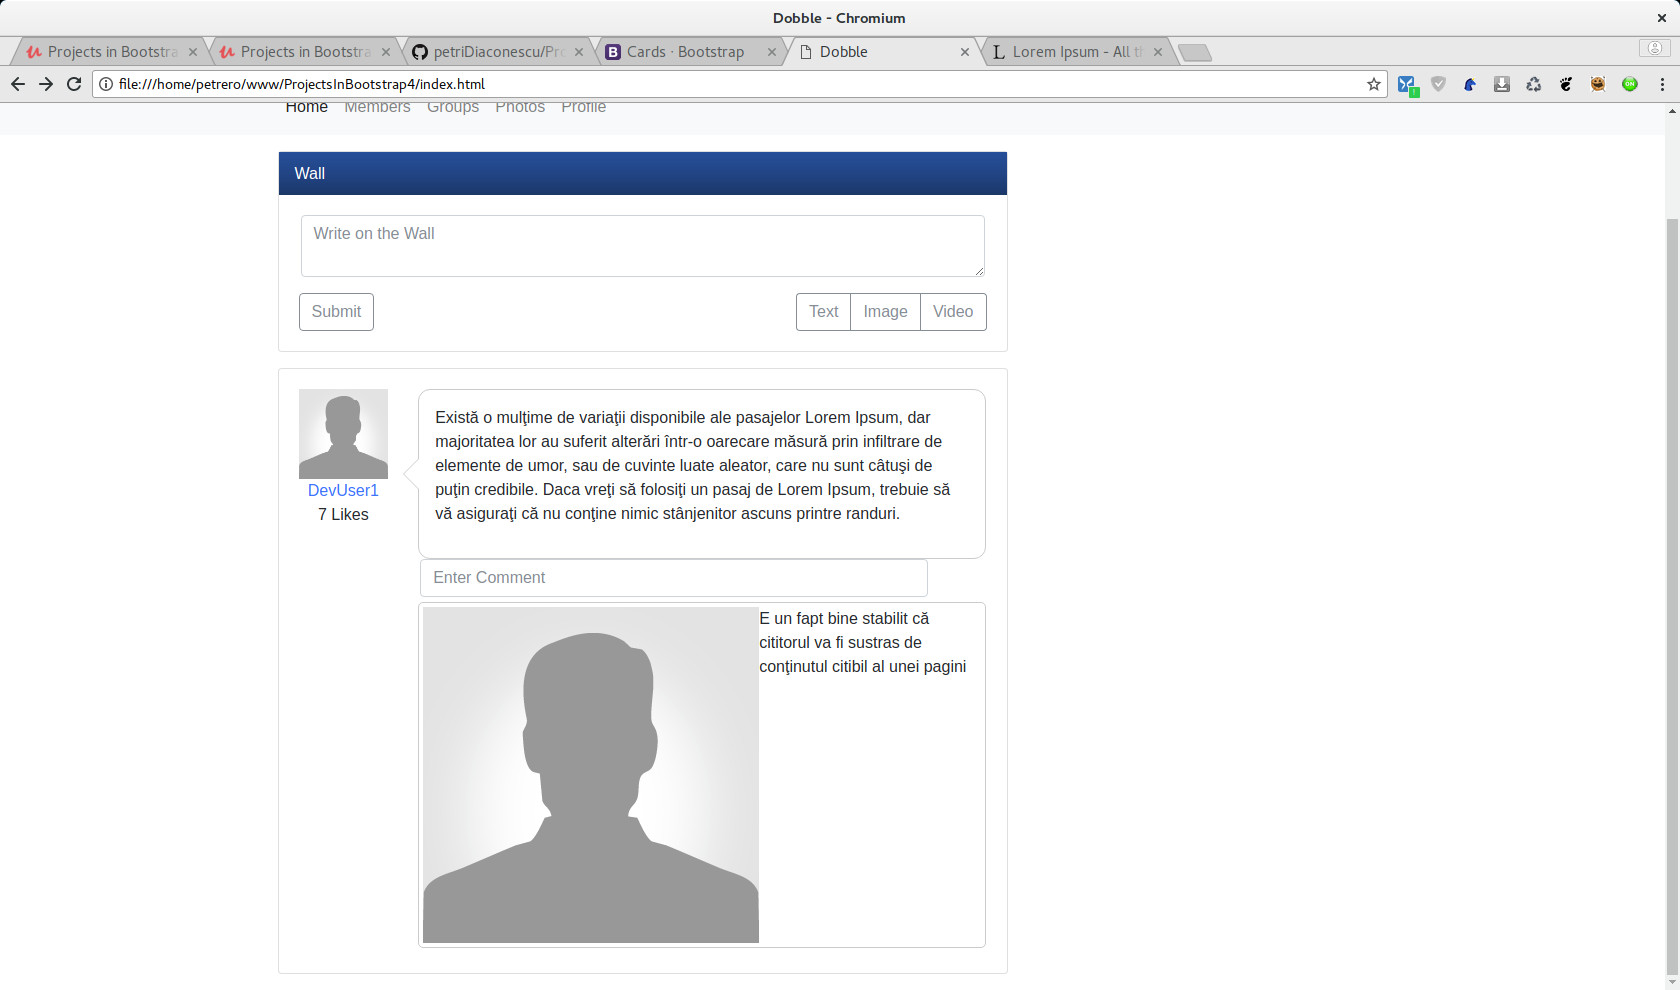 Dobble - Chromium
Projects in Bootstra
Projects in Bootstra
petriDiaconescu/Pro
Cards · Bootstrap
Dobble
Lorem Ipsum - All th
file:///home/petrero/www/ProjectsInBootstrap4/index.html
Home Members Groups Photos Profile
Wall
Write on the Wall
Submit
Text Image Video
Există o mulţime de variaţii disponibile ale pasajelor Lorem Ipsum, dar
majoritatea lor au suferit alterări într-o oarecare măsură prin infiltrare de
elemente de umor, sau de cuvinte luate aleator, care nu sunt câtuşi de
puţin credibile. Daca vreţi să folosiţi un pasaj de Lorem Ipsum, trebuie să
vă asiguraţi că nu conţine nimic stânjenitor ascuns printre randuri.
DevUser1
7 Likes
Enter Comment
E un fapt bine stabilit că
cititorul va fi sustras de
conţinutul citibil al unei pagini